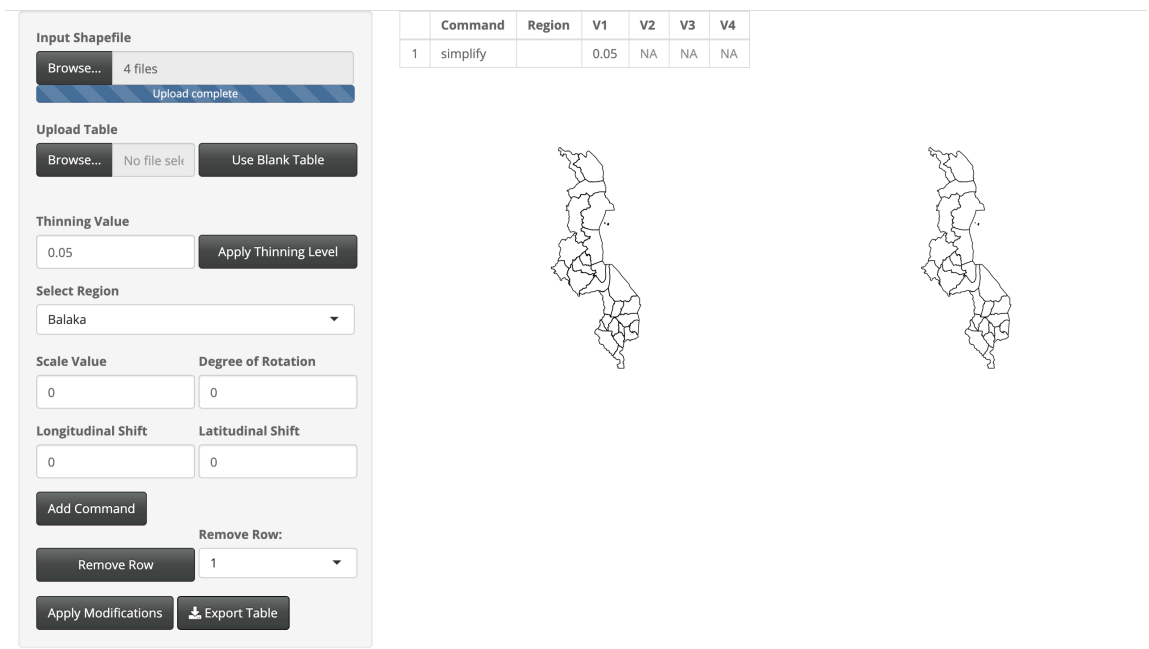 Input Shapefile
Browse... 4 files
Upload complete
Upload Table
Browse... No file sele Use Blank Table
Thinning Value
0.05 Apply Thinning Level
Select Region
Balaka
Scale Value Degree of Rotation
0 0
Longitudinal Shift Latitudinal Shift
0 0
Add Command
Remove Row:
Remove Row 1
Apply Modifications Export Table
Command Region V1 V2 V3 V4
1 simplify 0.05 NA NA NA